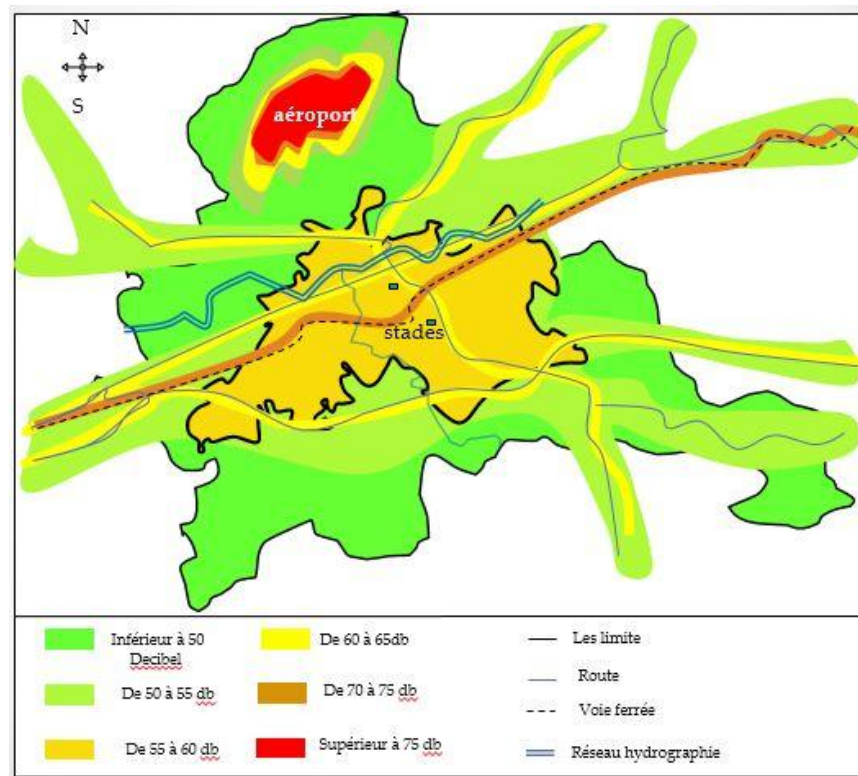 N
S
aéroport
stades
Inférieur à 50
Decibel
De 60 à 65db
Les limite
De 50 à 55 db
De 70 à 75 db
Route
Voie ferrée
De 55 à 60 db
Supérieur à 75 db
Réseau hydrographie